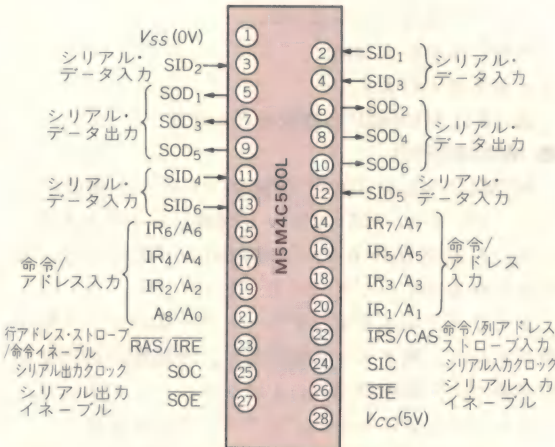 VSS(0V) ①
② SID1 シリアル・データ入力
シリアル・データ入力 SID2 ③
④ SID3
シリアル・データ出力 SOD1 ⑤
⑥ SOD2 シリアル・データ出力
SOD3 ⑦
⑧ SOD4
SOD5 ⑨
⑩ SOD6
シリアル・データ入力 SID4 ⑪
⑫ SID5 シリアル・データ入力
SID6 ⑬
⑭ IR7/A7 命令/アドレス入力
命令/アドレス入力 IR6/A6 ⑮
⑯ IR5/A5
IR4/A4 ⑰
⑱ IR3/A3
IR2/A2 ⑲
⑳ IR1/A1
A8/A0 ㉑
㉒ IRS/CAS 命令/列アドレスストローブ入力
行アドレス・ストローブ/命令イネーブル RAS/IRE ㉓
㉔ SIC シリアル入力クロック
シリアル出力クロック SOC ㉕
㉖ SIE シリアル入力イネーブル
シリアル出力イネーブル SOE ㉗
㉘ VCC(5V)
M5M4C500L